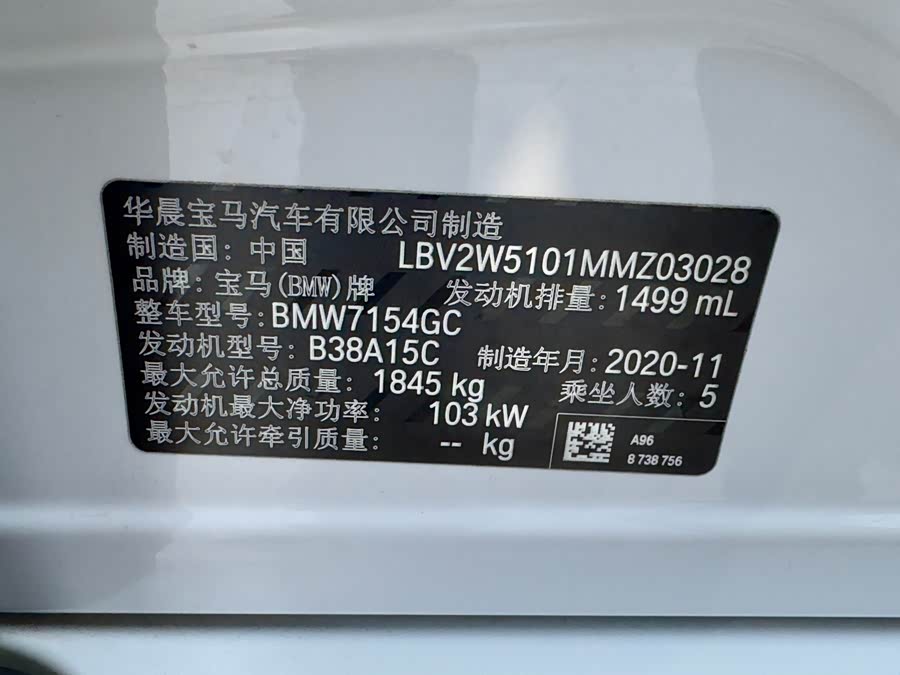 华晨宝马汽车有限公司制造
制造国: 中国 LBV2W5101MMZ03028
品牌: 宝马(BMW)牌 发动机排量: 1499 mL
整车型号: BMW7154GC
发动机型号: B38A15C 制造年月: 2020-11
最大允许总质量: 1845 kg 乘坐人数: 5
发动机最大净功率: 103 kW
最大允许牵引质量: -- kg
A96
8 738 756